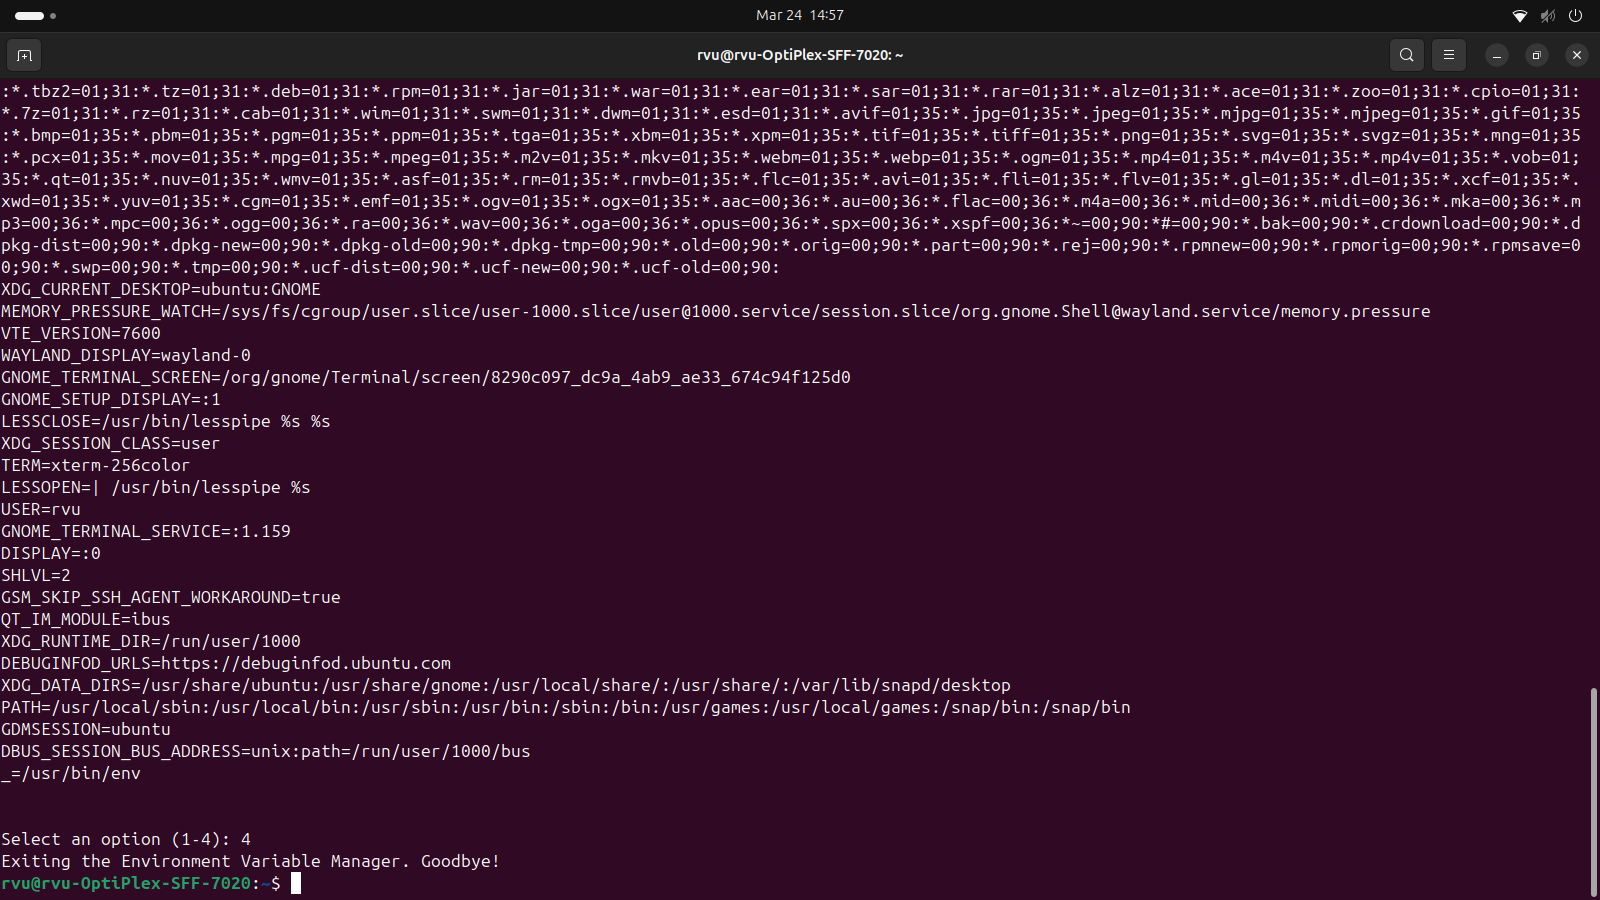 Mar 24 14:57
rvu@rvu-OptiPlex-SFF-7020: ~
:*.tbz2=01;31:*.tz=01;31:*.deb=01;31:*.rpm=01;31:*.jar=01;31:*.war=01;31:*.ear=01;31:*.sar=01;31:*.rar=01;31:*.alz=01;31:*.ace=01;31:*.zoo=01;31:*.cpio=01;31:
*.7z=01;31:*.rz=01;31:*.cab=01;31:*.wim=01;31:*.swm=01;31:*.dwm=01;31:*.esd=01;31:*.avif=01;35:*.jpg=01;35:*.jpeg=01;35:*.mjpg=01;35:*.mjpeg=01;35:*.gif=01;35
:*.bmp=01;35:*.pbm=01;35:*.pgm=01;35:*.ppm=01;35:*.tga=01;35:*.xbm=01;35:*.xpm=01;35:*.tif=01;35:*.tiff=01;35:*.png=01;35:*.svg=01;35:*.svgz=01;35:*.mng=01;35
:*.pcx=01;35:*.mov=01;35:*.mpg=01;35:*.mpeg=01;35:*.m2v=01;35:*.mkv=01;35:*.webm=01;35:*.webp=01;35:*.ogm=01;35:*.mp4=01;35:*.m4v=01;35:*.mp4v=01;35:*.vob=01;
35:*.qt=01;35:*.nuv=01;35:*.wmv=01;35:*.asf=01;35:*.rm=01;35:*.rmvb=01;35:*.flc=01;35:*.avi=01;35:*.fli=01;35:*.flv=01;35:*.gl=01;35:*.dl=01;35:*.xcf=01;35:*.
xwd=01;35:*.yuv=01;35:*.cgm=01;35:*.emf=01;35:*.ogv=01;35:*.ogx=01;35:*.aac=00;36:*.au=00;36:*.flac=00;36:*.m4a=00;36:*.mid=00;36:*.midi=00;36:*.mka=00;36:*.m
p3=00;36:*.mpc=00;36:*.ogg=00;36:*.ra=00;36:*.wav=00;36:*.oga=00;36:*.opus=00;36:*.spx=00;36:*.xspf=00;36:*~=00;90:*#=00;90:*.bak=00;90:*.crdownload=00;90:*.d
pkg-dist=00;90:*.dpkg-new=00;90:*.dpkg-old=00;90:*.dpkg-tmp=00;90:*.old=00;90:*.orig=00;90:*.part=00;90:*.rej=00;90:*.rpmnew=00;90:*.rpmorig=00;90:*.rpmsave=0
0;90:*.swp=00;90:*.tmp=00;90:*.ucf-dist=00;90:*.ucf-new=00;90:*.ucf-old=00;90:
XDG_CURRENT_DESKTOP=ubuntu:GNOME
MEMORY_PRESSURE_WATCH=/sys/fs/cgroup/user.slice/user-1000.slice/user@1000.service/session.slice/org.gnome.Shell@wayland.service/memory.pressure
VTE_VERSION=7600
WAYLAND_DISPLAY=wayland-0
GNOME_TERMINAL_SCREEN=/org/gnome/Terminal/screen/8290c097_dc9a_4ab9_ae33_674c94f125d0
GNOME_SETUP_DISPLAY=:1
LESSCLOSE=/usr/bin/lesspipe %s %s
XDG_SESSION_CLASS=user
TERM=xterm-256color
LESSOPEN=| /usr/bin/lesspipe %s
USER=rvu
GNOME_TERMINAL_SERVICE=:1.159
DISPLAY=:0
SHLVL=2
GSM_SKIP_SSH_AGENT_WORKAROUND=true
QT_IM_MODULE=ibus
XDG_RUNTIME_DIR=/run/user/1000
DEBUGINFOD_URLS=https://debuginfod.ubuntu.com
XDG_DATA_DIRS=/usr/share/ubuntu:/usr/share/gnome:/usr/local/share/:/usr/share/:/var/lib/snapd/desktop
PATH=/usr/local/sbin:/usr/local/bin:/usr/sbin:/usr/bin:/sbin:/bin:/usr/games:/usr/local/games:/snap/bin:/snap/bin
GDMSESSION=ubuntu
DBUS_SESSION_BUS_ADDRESS=unix:path=/run/user/1000/bus
_=/usr/bin/env
Select an option (1-4): 4
Exiting the Environment Variable Manager. Goodbye!
rvu@rvu-OptiPlex-SFF-7020:~$